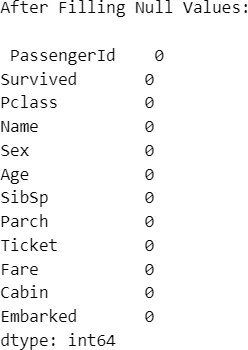 After Filling Null Values:
PassengerId    0
Survived       0
Pclass         0
Name           0
Sex            0
Age            0
SibSp          0
Parch          0
Ticket         0
Fare           0
Cabin          0
Embarked       0
dtype: int64